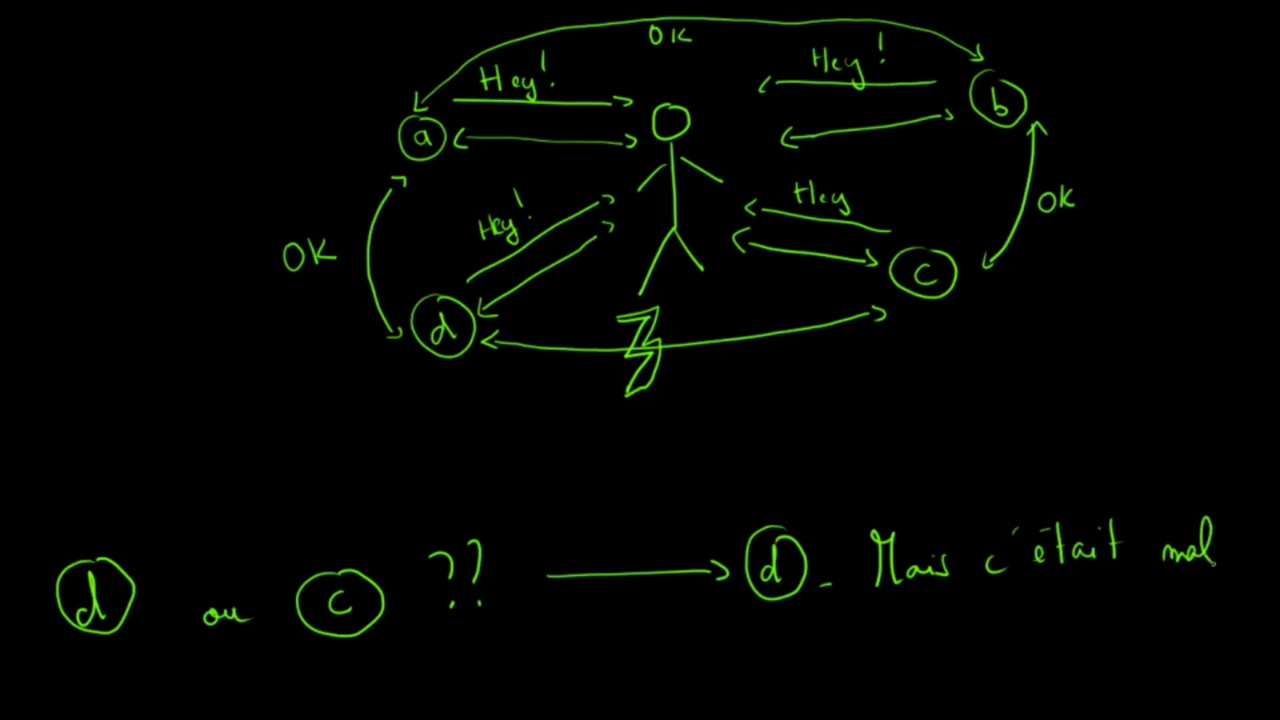 OK
Hey!
Hey!
a
b
Hey
OK
Hey!
OK
c
d
d ou c ?? → d - Mais c'était mal